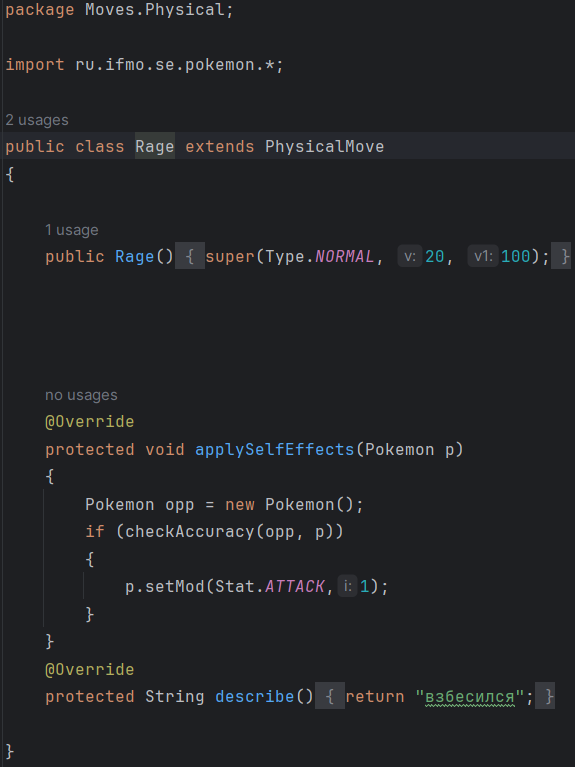 package Moves.Physical;
import ru.ifmo.se.pokemon.*;
2 usages
public class Rage extends PhysicalMove
{
1 usage
public Rage() { super(Type.NORMAL, v: 20, v1: 100); }
no usages
@Override
protected void applySelfEffects(Pokemon p)
{
Pokemon opp = new Pokemon();
if (checkAccuracy(opp, p))
{
p.setMod(Stat.ATTACK, i: 1);
}
}
@Override
protected String describe() { return "взбесился"; }
}